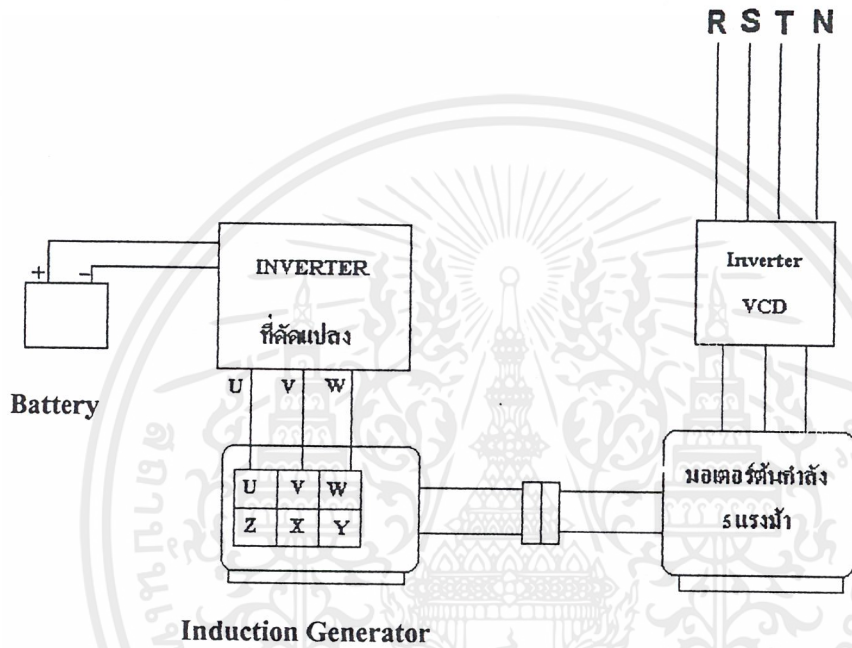 R S T N
INVERTER
ที่ดัดแปลง
+ -
Battery
U V W
U V W
Z X Y
Induction Generator
Inverter
VCD
มอเตอร์ต้นกำลัง
5 แรงม้า